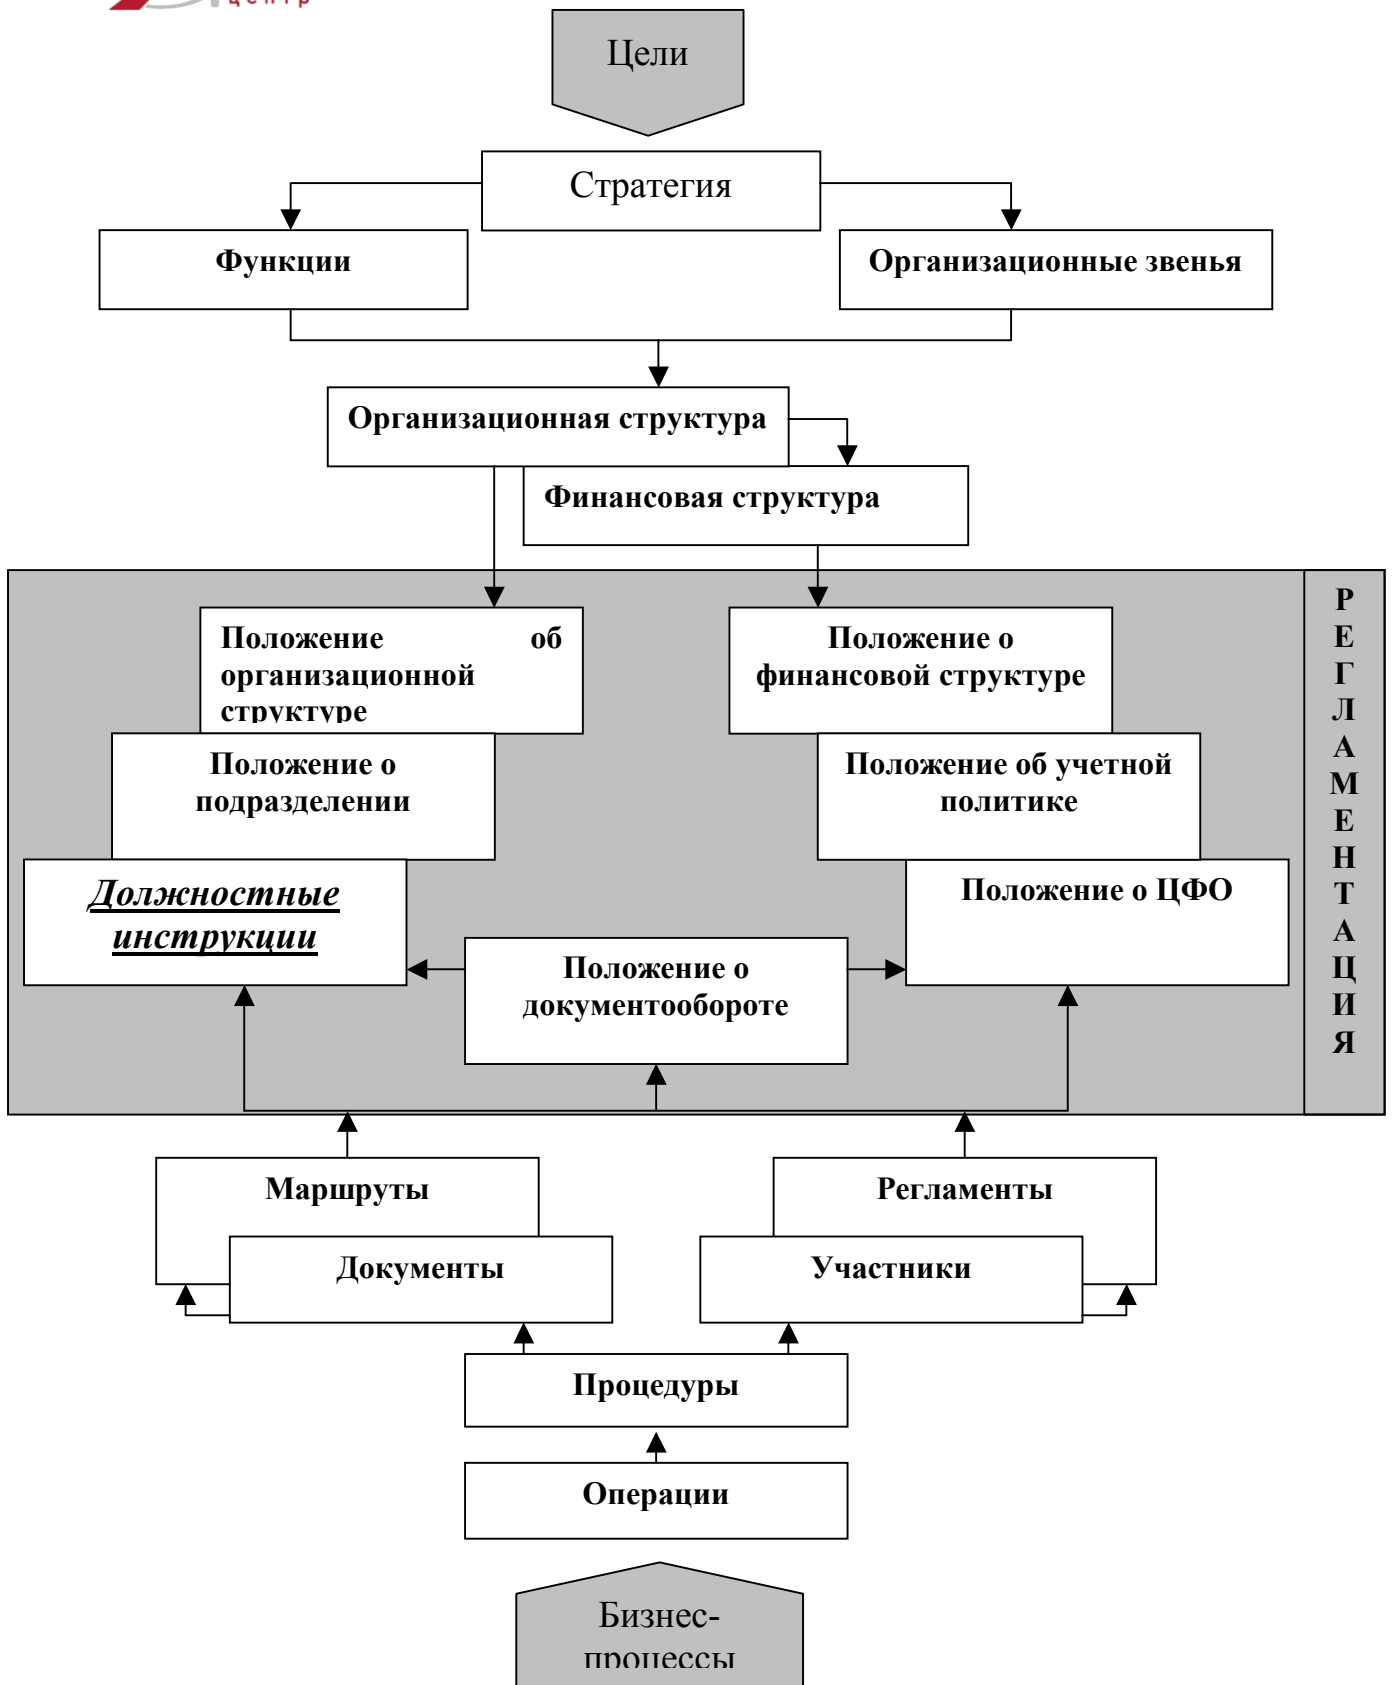 центр
Цели
Стратегия
Функции
Организационные звенья
Организационная структура
Финансовая структура
Положение об
организационной
структуре
Положение о
финансовой структуре
Положение о
подразделении
Положение об учетной
политике
Должностные
инструкции
Положение о ЦФО
Положение о
документообороте
Р
Е
Г
Л
А
М
Е
Н
Т
А
Ц
И
Я
Маршруты
Регламенты
Документы
Участники
Процедуры
Операции
Бизнес-
процессы